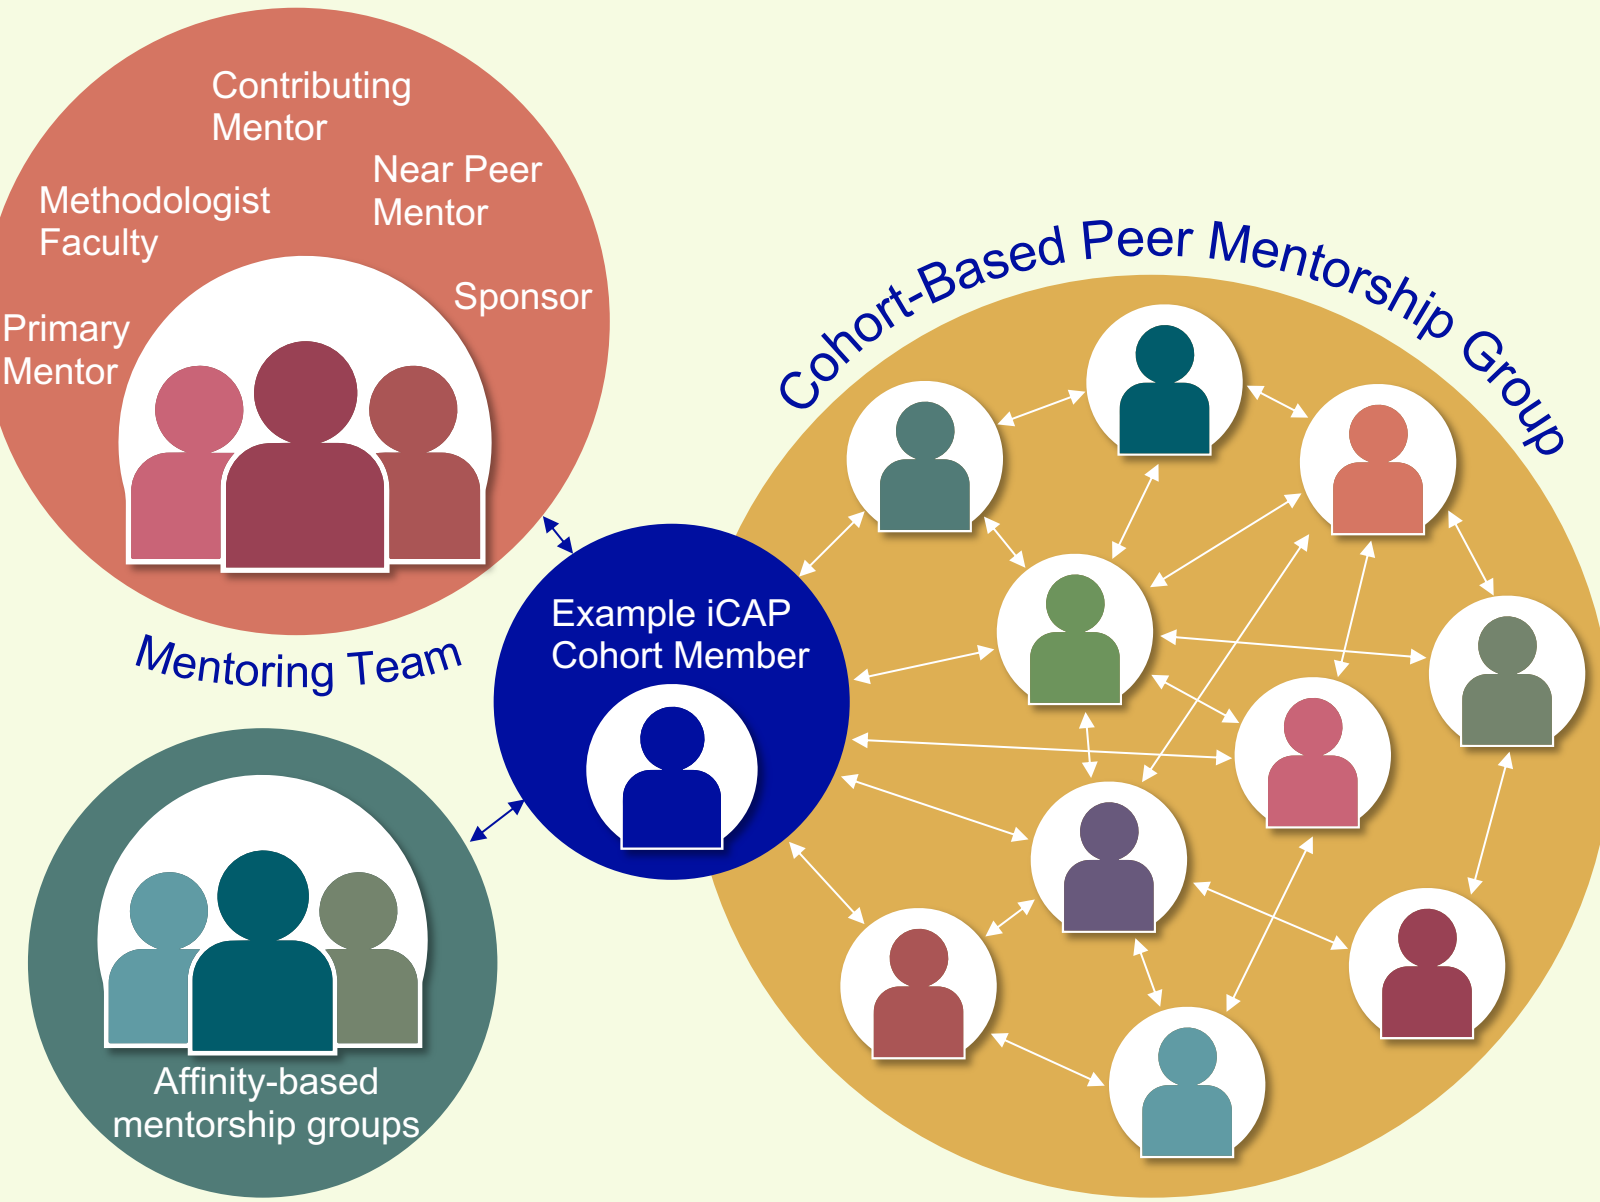 Contributing
Mentor
Near Peer
Mentor
Methodologist
Faculty
Sponsor
Primary
Mentor
Mentoring Team
Cohort-Based Peer Mentorship Group
Example iCAP
Cohort Member
Affinity-based
mentorship groups